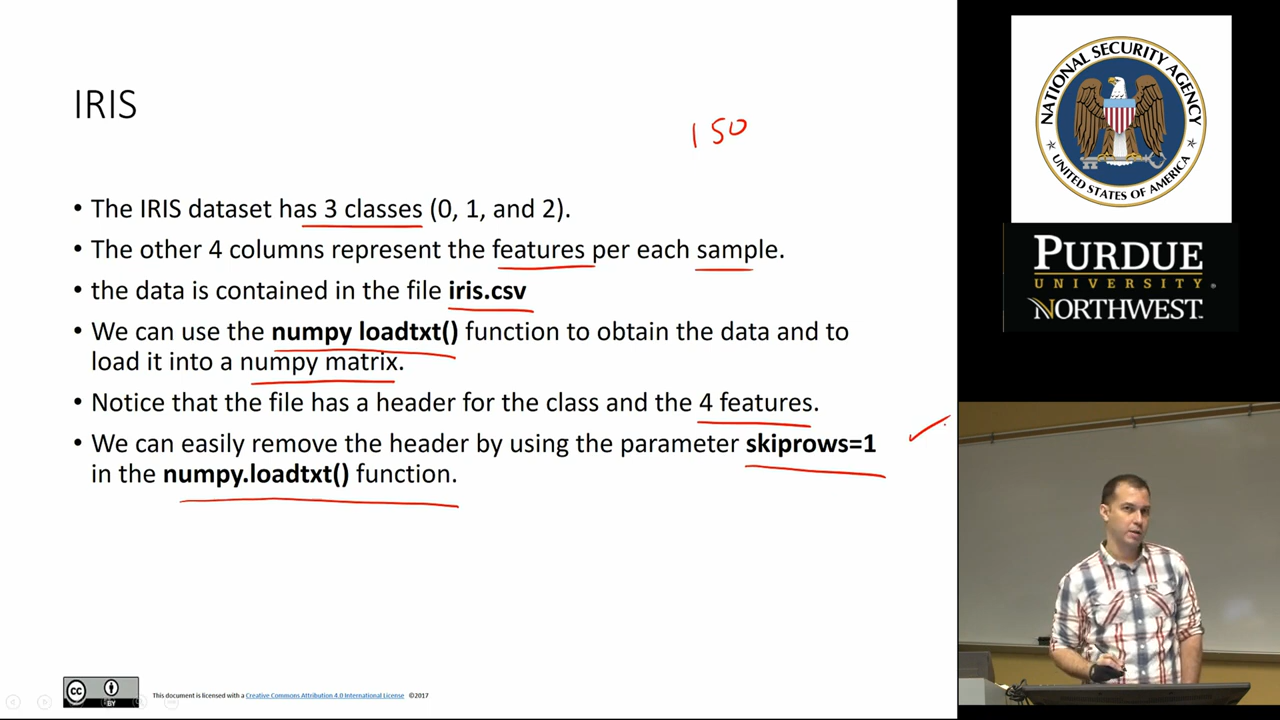 IRIS
150
• The IRIS dataset has 3 classes (0, 1, and 2).
• The other 4 columns represent the features per each sample.
• the data is contained in the file iris.csv
• We can use the numpy loadtxt() function to obtain the data and to
load it into a numpy matrix.
• Notice that the file has a header for the class and the 4 features.
• We can easily remove the header by using the parameter skiprows=1
in the numpy.loadtxt() function.
cc
BY
This document is licensed with a Creative Commons Attribution 4.0 International License ©2017
NATIONAL SECURITY AGENCY
UNITED STATES OF AMERICA
PURDUE
UNIVERSITY
NORTHWEST